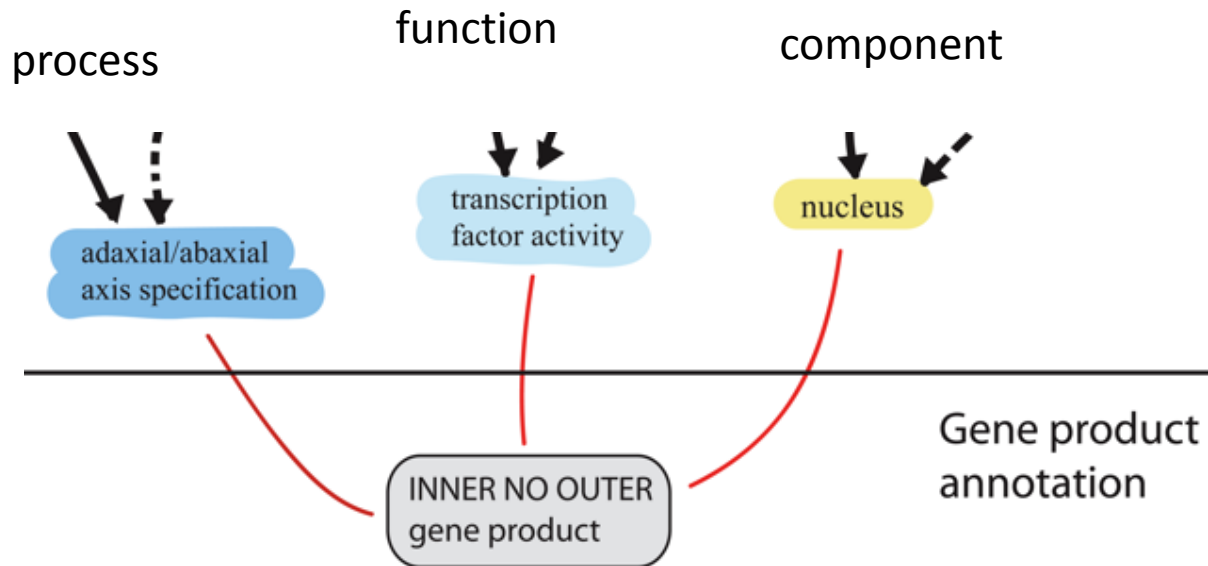 process
function
component
adaxial/abaxial
axis specification
transcription
factor activity
nucleus
INNER NO OUTER
gene product
Gene product
annotation